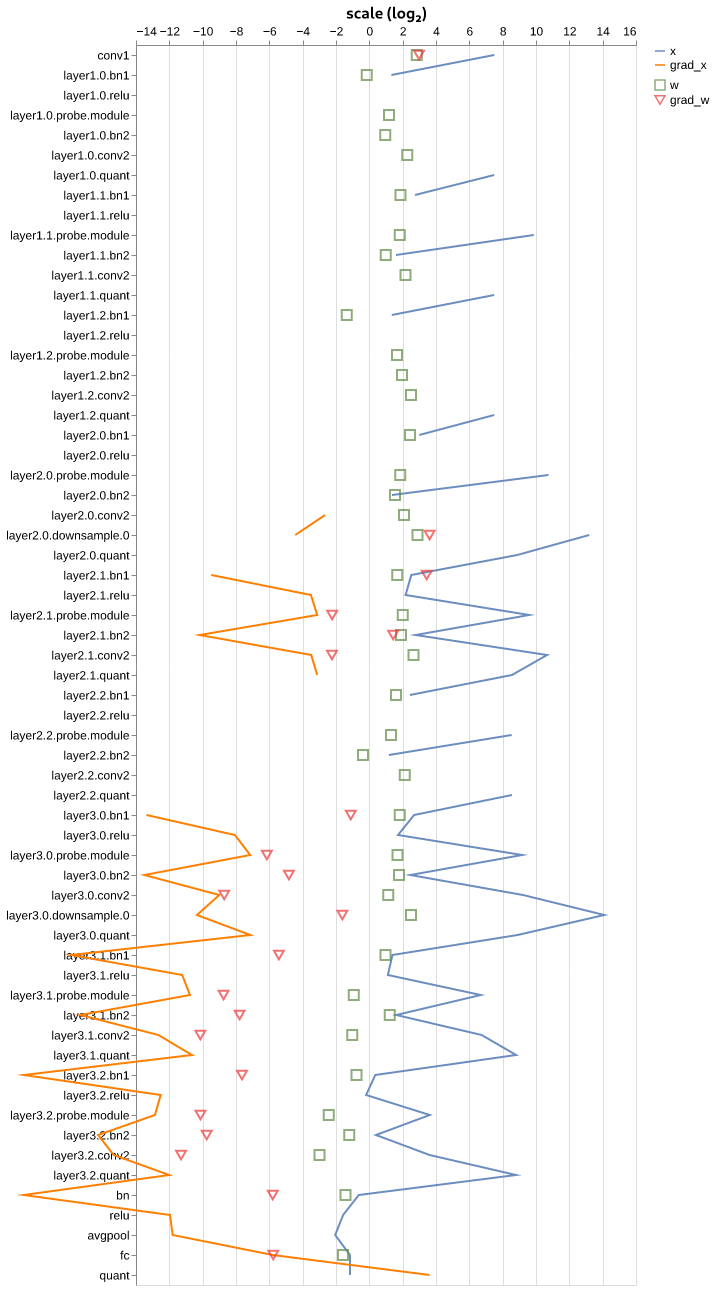 scale (log₂)
−14 −12 −10 −8 −6 −4 −2 0 2 4 6 8 10 12 14 16
x
grad_x
w
grad_w
conv1
layer1.0.bn1
layer1.0.relu
layer1.0.probe.module
layer1.0.bn2
layer1.0.conv2
layer1.0.quant
layer1.1.bn1
layer1.1.relu
layer1.1.probe.module
layer1.1.bn2
layer1.1.conv2
layer1.1.quant
layer1.2.bn1
layer1.2.relu
layer1.2.probe.module
layer1.2.bn2
layer1.2.conv2
layer1.2.quant
layer2.0.bn1
layer2.0.relu
layer2.0.probe.module
layer2.0.bn2
layer2.0.conv2
layer2.0.downsample.0
layer2.0.quant
layer2.1.bn1
layer2.1.relu
layer2.1.probe.module
layer2.1.bn2
layer2.1.conv2
layer2.1.quant
layer2.2.bn1
layer2.2.relu
layer2.2.probe.module
layer2.2.bn2
layer2.2.conv2
layer2.2.quant
layer3.0.bn1
layer3.0.relu
layer3.0.probe.module
layer3.0.bn2
layer3.0.conv2
layer3.0.downsample.0
layer3.0.quant
layer3.1.bn1
layer3.1.relu
layer3.1.probe.module
layer3.1.bn2
layer3.1.conv2
layer3.1.quant
layer3.2.bn1
layer3.2.relu
layer3.2.probe.module
layer3.2.bn2
layer3.2.conv2
layer3.2.quant
bn
relu
avgpool
fc
quant